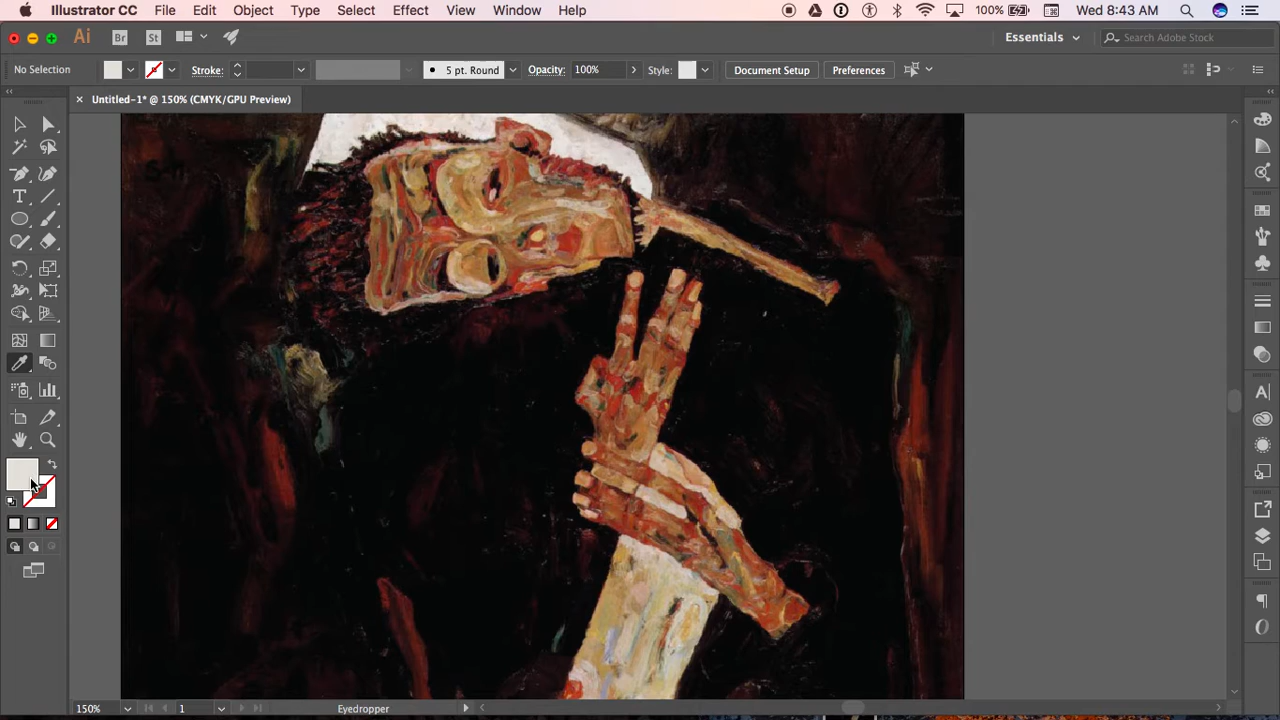 Illustrator CC File Edit Object Type Select Effect View Window Help 100% Wed 8:43 AM
Ai Br St Essentials Search Adobe Stock
No Selection Stroke: 5 pt. Round Opacity: 100% Style: Document Setup Preferences
× Untitled-1* @ 150% (CMYK/GPU Preview)
150% 1 Eyedropper